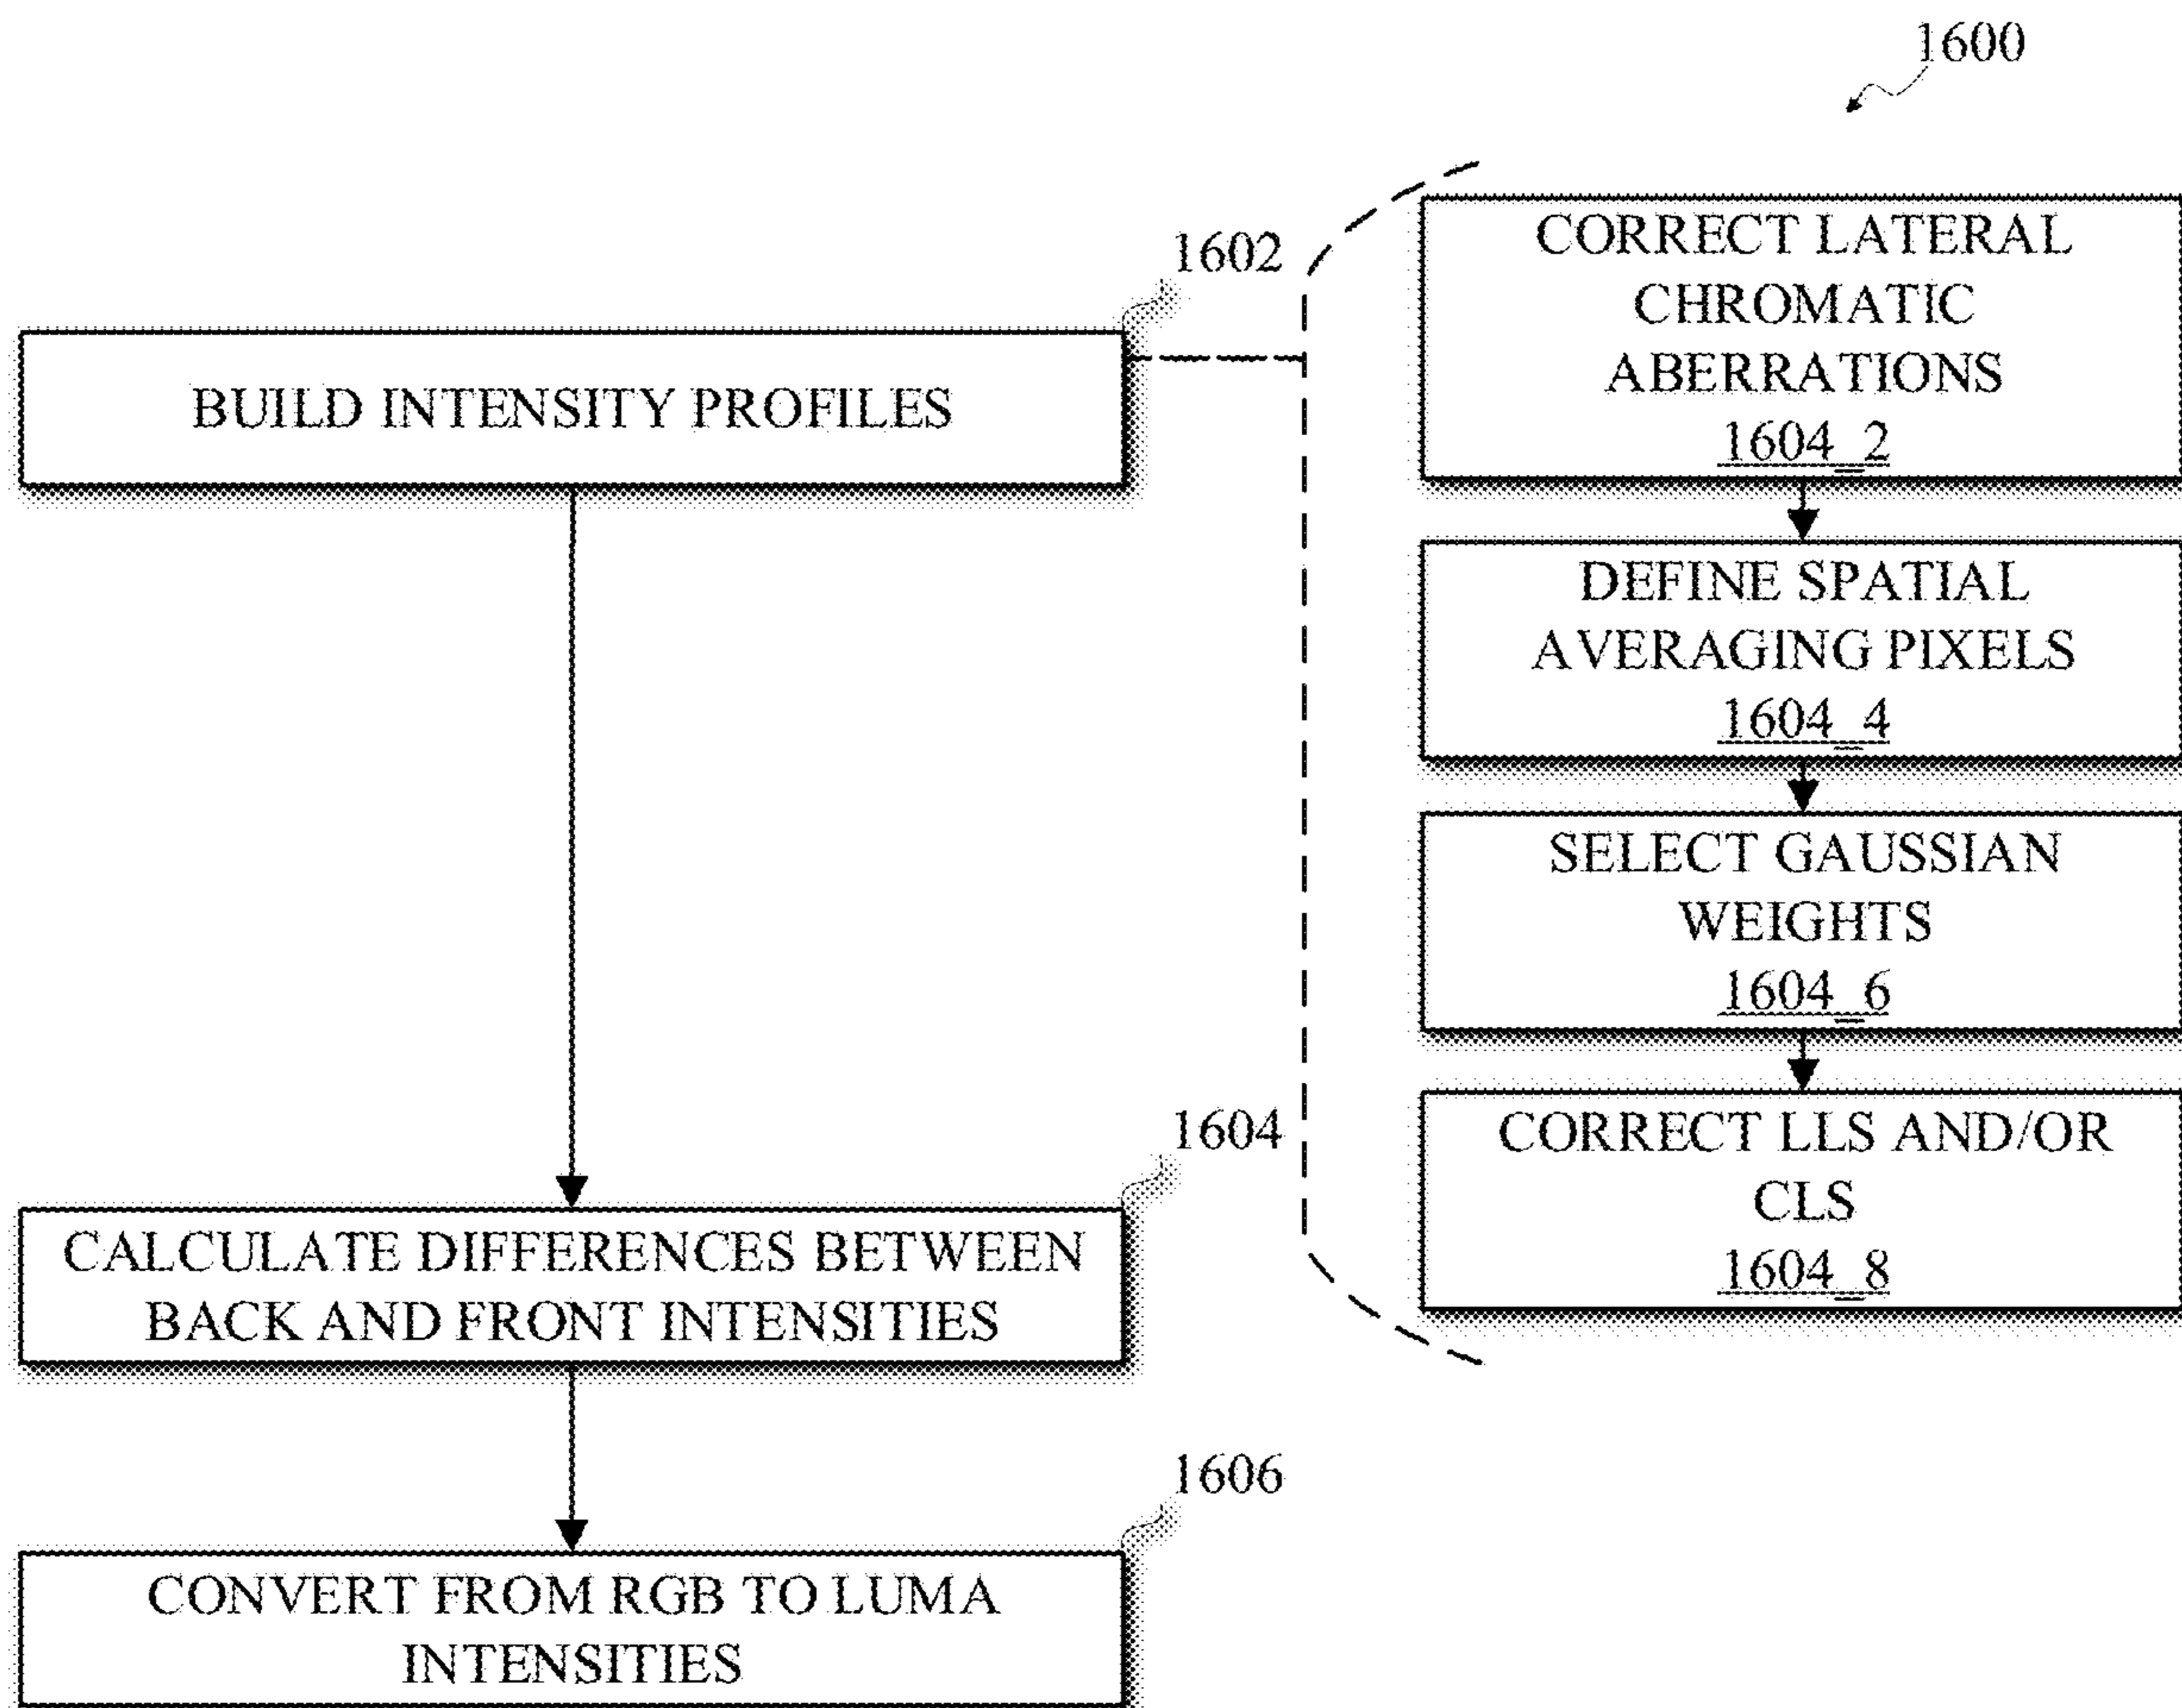 1600
1602
BUILD INTENSITY PROFILES
CORRECT LATERAL
CHROMATIC
ABERRATIONS
1604_2
DEFINE SPATIAL
AVERAGING PIXELS
1604_4
SELECT GAUSSIAN
WEIGHTS
1604_6
CORRECT LLS AND/OR
CLS
1604_8
1604
CALCULATE DIFFERENCES BETWEEN
BACK AND FRONT INTENSITIES
1606
CONVERT FROM RGB TO LUMA
INTENSITIES